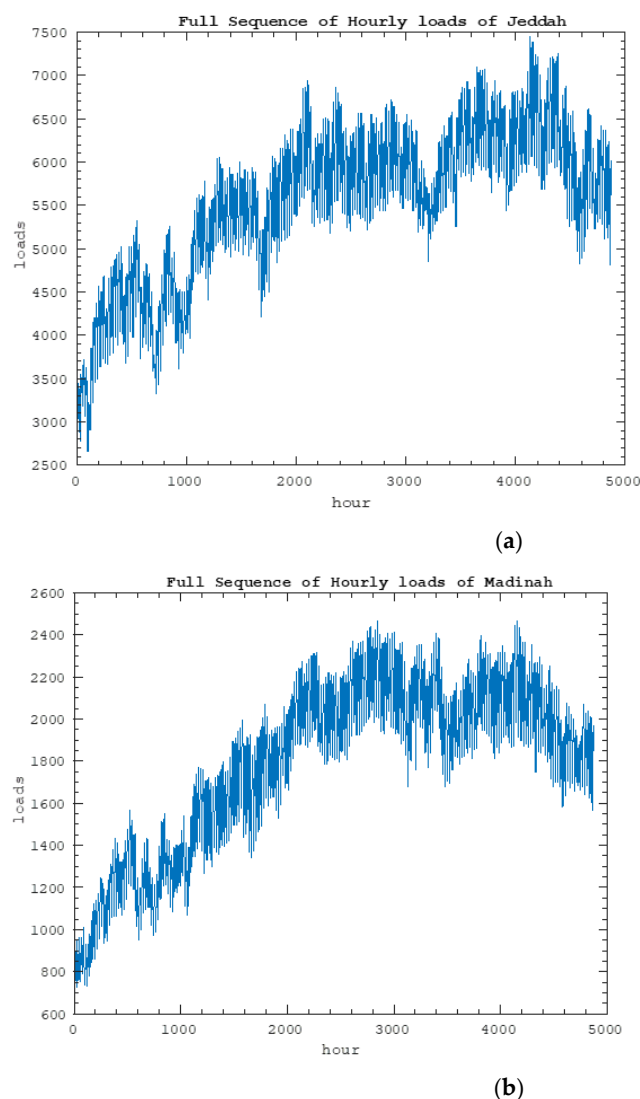 Full Sequence of Hourly loads of Jeddah
7500
7000
6500
6000
5500
5000
4500
4000
3500
3000
2500
loads
0 1000 2000 3000 4000 5000
hour
(a)
Full Sequence of Hourly loads of Madinah
2600
2400
2200
2000
1800
1600
1400
1200
1000
800
600
loads
0 1000 2000 3000 4000 5000
hour
(b)